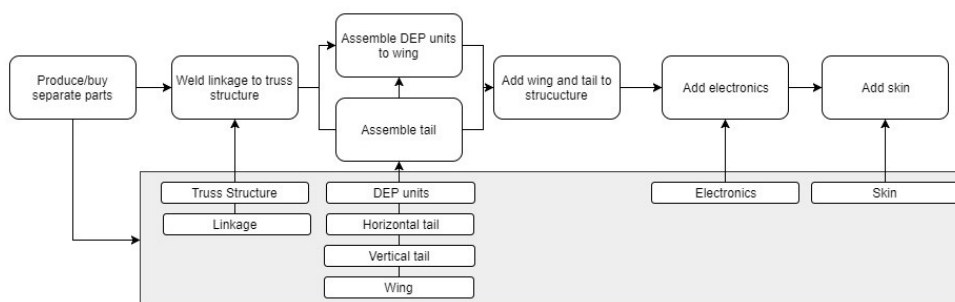 Produce/buy
separate parts
Weld linkage to truss
structure
Assemble DEP units
to wing
Assemble tail
Add wing and tail to
strucucture
Add electronics
Add skin
Truss Structure
Linkage
DEP units
Horizontal tail
Vertical tail
Wing
Electronics
Skin